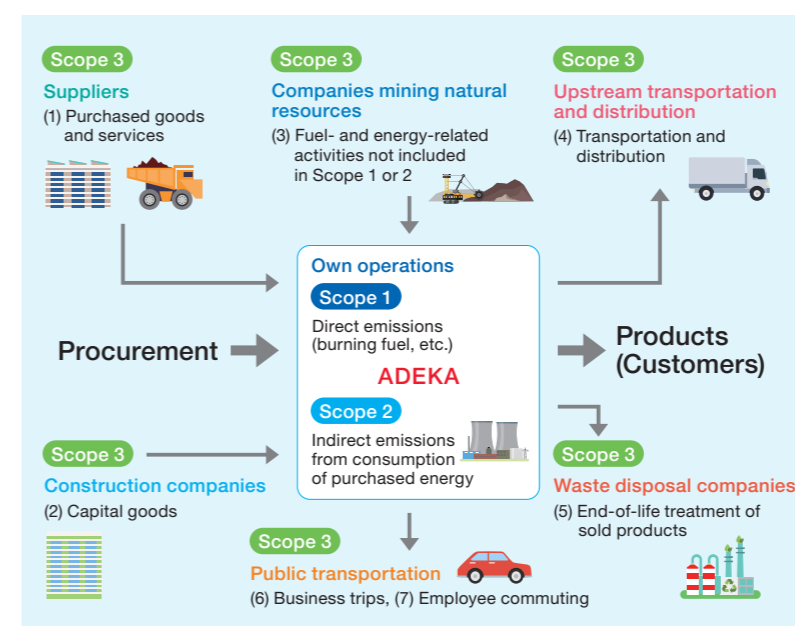 Scope 3
Suppliers
(1) Purchased goods
and services
Scope 3
Companies mining natural
resources
(3) Fuel- and energy-related
activities not included
in Scope 1 or 2
Scope 3
Upstream transportation
and distribution
(4) Transportation and
distribution
Procurement
Own operations
Scope 1
Direct emissions
(burning fuel, etc.)
ADEKA
Scope 2
Indirect emissions
from consumption
of purchased energy
Products
(Customers)
Scope 3
Construction companies
(2) Capital goods
Scope 3
Public transportation
(6) Business trips, (7) Employee commuting
Scope 3
Waste disposal companies
(5) End-of-life treatment of
sold products